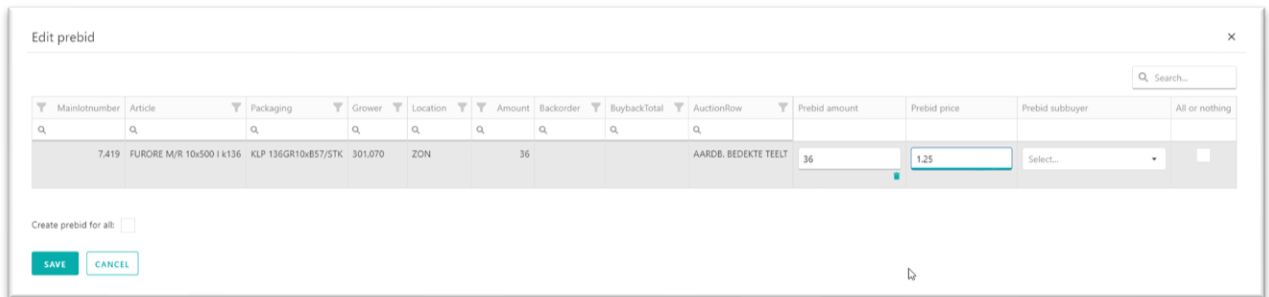 Edit prebid
Search...
Mainlotnumber Article Packaging Grower Location Amount Backorder BuybackTotal AuctionRow Prebid amount Prebid price Prebid subbuyer All or nothing
7,419 FURORE M/R 10x500 I k136 KLP 136GR10xB57/STK 301,070 ZON 36 AARDB. BEDEKTE TEELT 36 1.25 Select...
Create prebid for all:
SAVE CANCEL